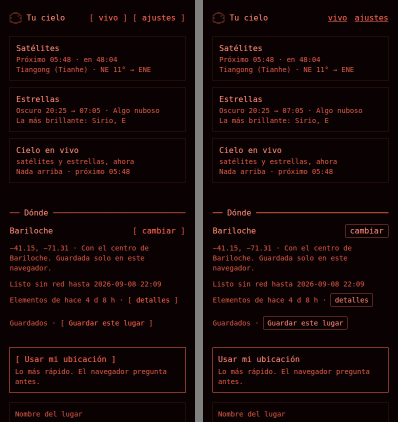 Tu cielo [ vivo ] [ ajustes ]
Satélites
Próximo 05:48 · en 48:04
Tiangong (Tianhe) · NE 11° → ENE
Estrellas
Oscuro 20:25 → 07:05 · Algo nuboso
La más brillante: Sirio, E
Cielo en vivo
satélites y estrellas, ahora
Nada arriba · próximo 05:48
Dónde
Bariloche [ cambiar ]
−41.15, −71.31 · Con el centro de
Bariloche. Guardada solo en este
navegador.
Listo sin red hasta 2026-09-08 22:09
Elementos de hace 4 d 8 h · [ detalles ]
Guardados · [ Guardar este lugar ]
[ Usar mi ubicación ]
Lo más rápido. El navegador pregunta
antes.
Nombre del lugar
Tu cielo vivo ajustes
Satélites
Próximo 05:48 · en 48:04
Tiangong (Tianhe) · NE 11° → ENE
Estrellas
Oscuro 20:25 → 07:05 · Algo nuboso
La más brillante: Sirio, E
Cielo en vivo
satélites y estrellas, ahora
Nada arriba · próximo 05:48
Dónde
Bariloche cambiar
−41.15, −71.31 · Con el centro de
Bariloche. Guardada solo en este
navegador.
Listo sin red hasta 2026-09-08 22:09
Elementos de hace 4 d 8 h · detalles
Guardados · Guardar este lugar
Usar mi ubicación
Lo más rápido. El navegador pregunta
antes.
Nombre del lugar